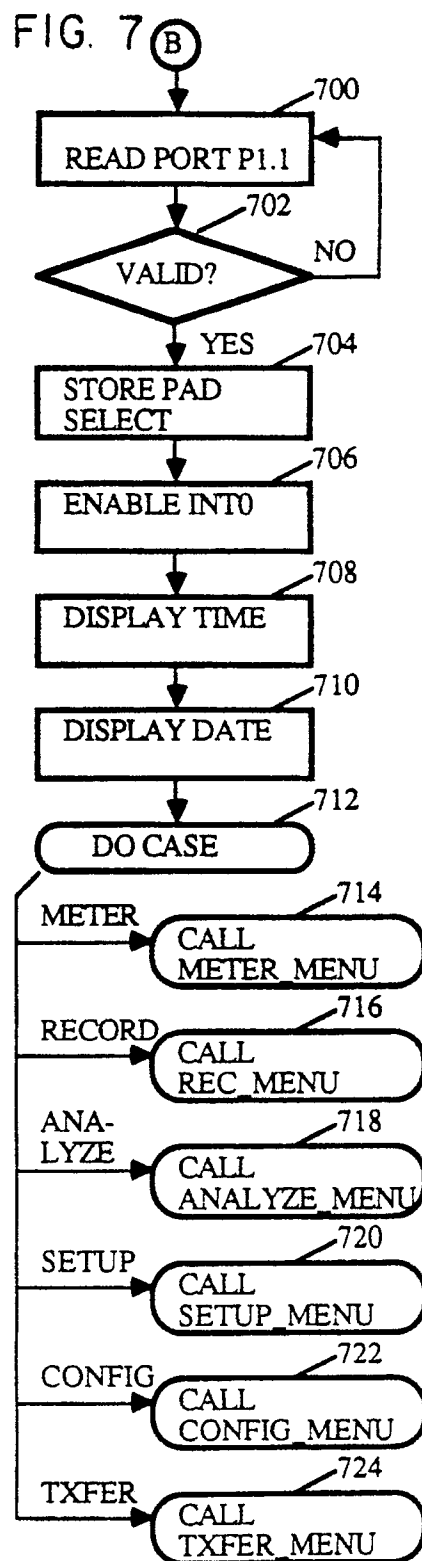 FIG. 7
B
700
READ PORT P1.1
702
VALID?
NO
YES
704
STORE PAD
SELECT
706
ENABLE INT0
708
DISPLAY TIME
710
DISPLAY DATE
712
DO CASE
METER
714
CALL
METER_MENU
RECORD
716
CALL
REC_MENU
ANA-
LYZE
718
CALL
ANALYZE_MENU
SETUP
720
CALL
SETUP_MENU
CONFIG
722
CALL
CONFIG_MENU
TXFER
724
CALL
TXFER_MENU